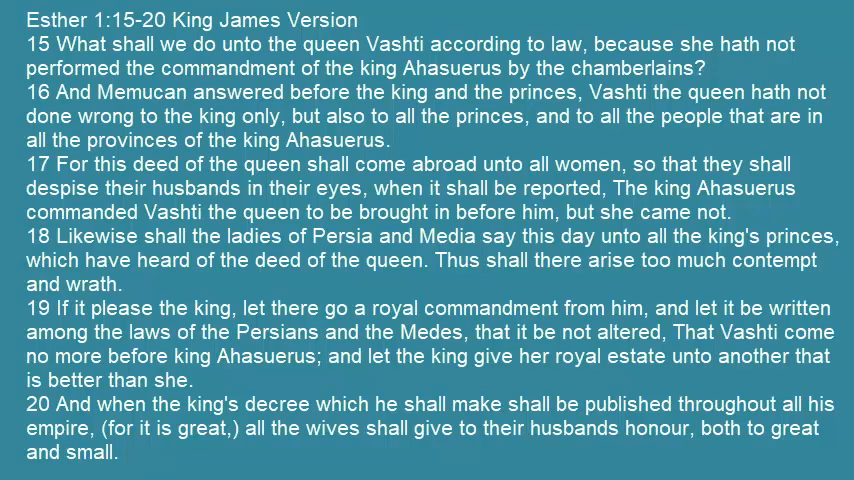 Esther 1:15-20 King James Version
15 What shall we do unto the queen Vashti according to law, because she hath not
performed the commandment of the king Ahasuerus by the chamberlains?
16 And Memucan answered before the king and the princes, Vashti the queen hath not
done wrong to the king only, but also to all the princes, and to all the people that are in
all the provinces of the king Ahasuerus.
17 For this deed of the queen shall come abroad unto all women, so that they shall
despise their husbands in their eyes, when it shall be reported, The king Ahasuerus
commanded Vashti the queen to be brought in before him, but she came not.
18 Likewise shall the ladies of Persia and Media say this day unto all the king's princes,
which have heard of the deed of the queen. Thus shall there arise too much contempt
and wrath.
19 If it please the king, let there go a royal commandment from him, and let it be written
among the laws of the Persians and the Medes, that it be not altered, That Vashti come
no more before king Ahasuerus; and let the king give her royal estate unto another that
is better than she.
20 And when the king's decree which he shall make shall be published throughout all his
empire, (for it is great,) all the wives shall give to their husbands honour, both to great
and small.